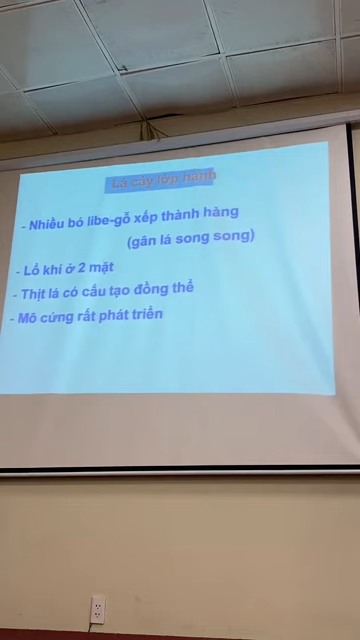 Lá cây lớp hành
- Nhiều bó libe-gỗ xếp thành hàng
(gân lá song song)
- Lổ khí ở 2 mặt
- Thịt lá có cấu tạo đồng thể
- Mô cứng rất phát triển